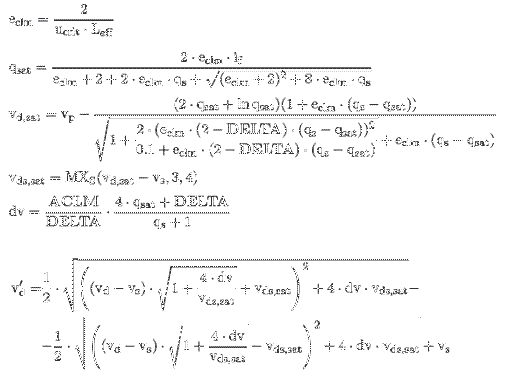 e_clm = 2 / (u_crit · L_eff)
q_sat = (2 · e_clm · i_f) / (e_clm + 2 + 2 · e_clm · q_s + √((e_clm + 2)^2 + 8 · e_clm · q_s))
v_d,sat = v_p − ((2 · q_sat + ln q_sat)(1 + e_clm · (q_s − q_sat))) / √(1 + (2 · (e_clm · (2 − DELTA) · (q_s − q_sat))^2) / (0.1 + e_clm · (2 − DELTA) · (q_s − q_sat)) + e_clm · (q_s − q_sat))
v_ds,sat = MX_S(v_d,sat − v_s, 3, 4)
dv = ACLM / DELTA · (4 · q_sat + DELTA) / (q_s + 1)
v′_d = 1/2 · √(((v_d − v_s) · √(1 + 4 · dv / v_ds,sat) + v_ds,sat)^2 + 4 · dv · v_ds,sat) −
− 1/2 · √(((v_d − v_s) · √(1 + 4 · dv / v_ds,sat) − v_ds,sat)^2 + 4 · dv · v_ds,sat) + v_s